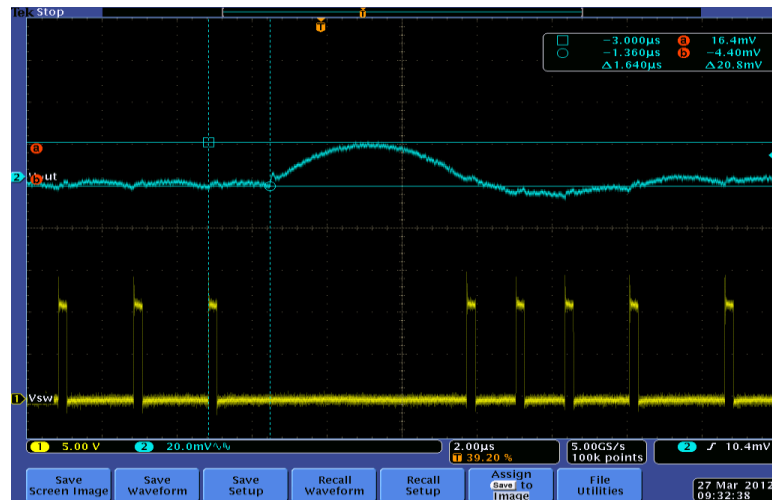 Tek Stop
T
T
−3.000µs a 16.4mV
−1.360µs b −4.40mV
Δ1.640µs Δ20.8mV
a
2
b
1 Vsw
1 5.00 V 2 20.0mV
2.00µs
T 39.20 %
5.00GS/s
100k points
2 10.4mV
Save
Screen Image
Save
Waveform
Save
Setup
Recall
Waveform
Recall
Setup
Assign
Save to
Image
File
Utilities
27 Mar 2012
09:32:38